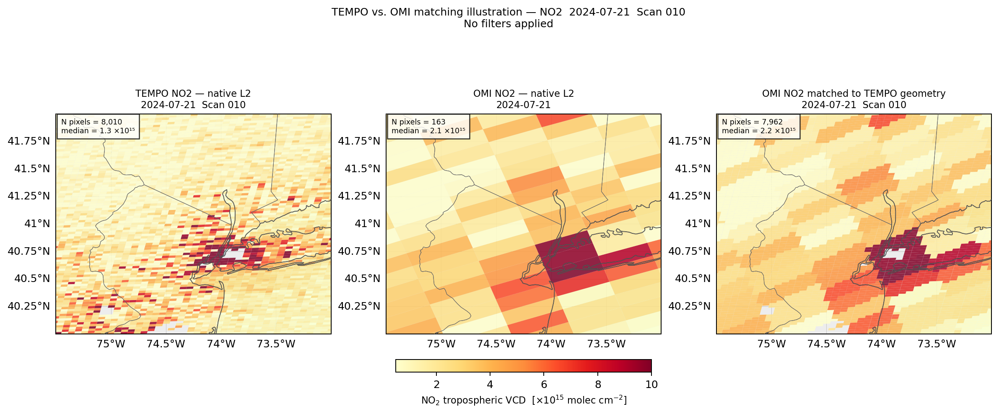 TEMPO vs. OMI matching illustration — NO2  2024-07-21  Scan 010
No filters applied
TEMPO NO2 — native L2
2024-07-21  Scan 010
N pixels = 8,010
median = 1.3 ×10¹⁵
41.75°N
41.5°N
41.25°N
41°N
40.75°N
40.5°N
40.25°N
75°W 74.5°W 74°W 73.5°W
OMI NO2 — native L2
2024-07-21
N pixels = 163
median = 2.1 ×10¹⁵
41.75°N
41.5°N
41.25°N
41°N
40.75°N
40.5°N
40.25°N
75°W 74.5°W 74°W 73.5°W
OMI NO2 matched to TEMPO geometry
2024-07-21  Scan 010
N pixels = 7,962
median = 2.2 ×10¹⁵
41.75°N
41.5°N
41.25°N
41°N
40.75°N
40.5°N
40.25°N
75°W 74.5°W 74°W 73.5°W
2 4 6 8 10
NO₂ tropospheric VCD  [×10¹⁵ molec cm⁻²]